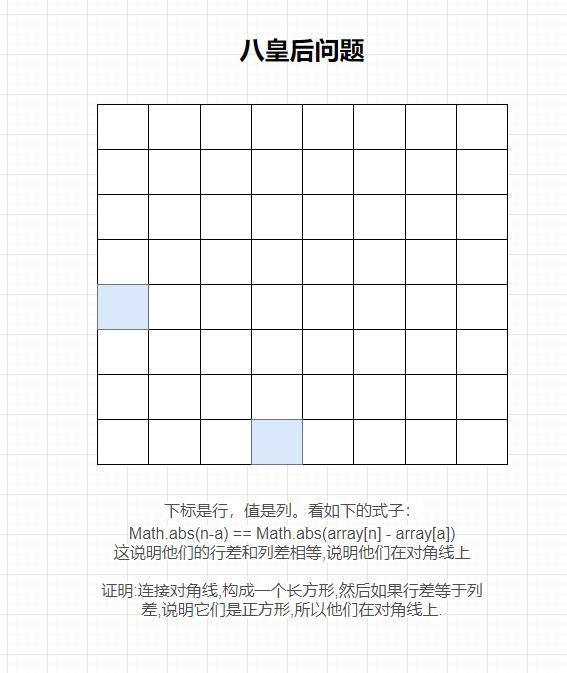 八皇后问题
下标是行，值是列。看如下的式子：
Math.abs(n-a) == Math.abs(array[n] - array[a])
这说明他们的行差和列差相等,说明他们在对角线上
证明:连接对角线,构成一个长方形,然后如果行差等于列
差,说明它们是正方形,所以他们在对角线上.